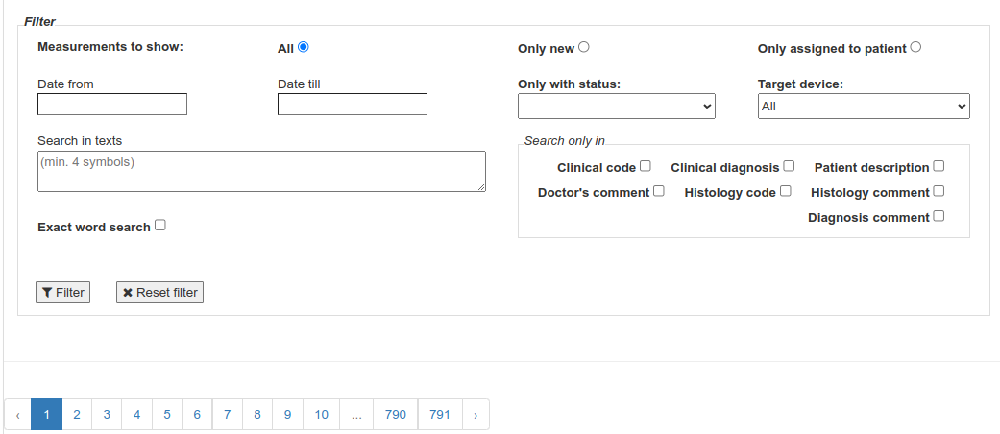 Filter
Measurements to show: All Only new Only assigned to patient
Date from Date till Only with status: Target device:
All
Search in texts Search only in
(min. 4 symbols)
Clinical code Clinical diagnosis Patient description
Doctor's comment Histology code Histology comment
Exact word search Diagnosis comment
Filter Reset filter
‹ 1 2 3 4 5 6 7 8 9 10 ... 790 791 ›